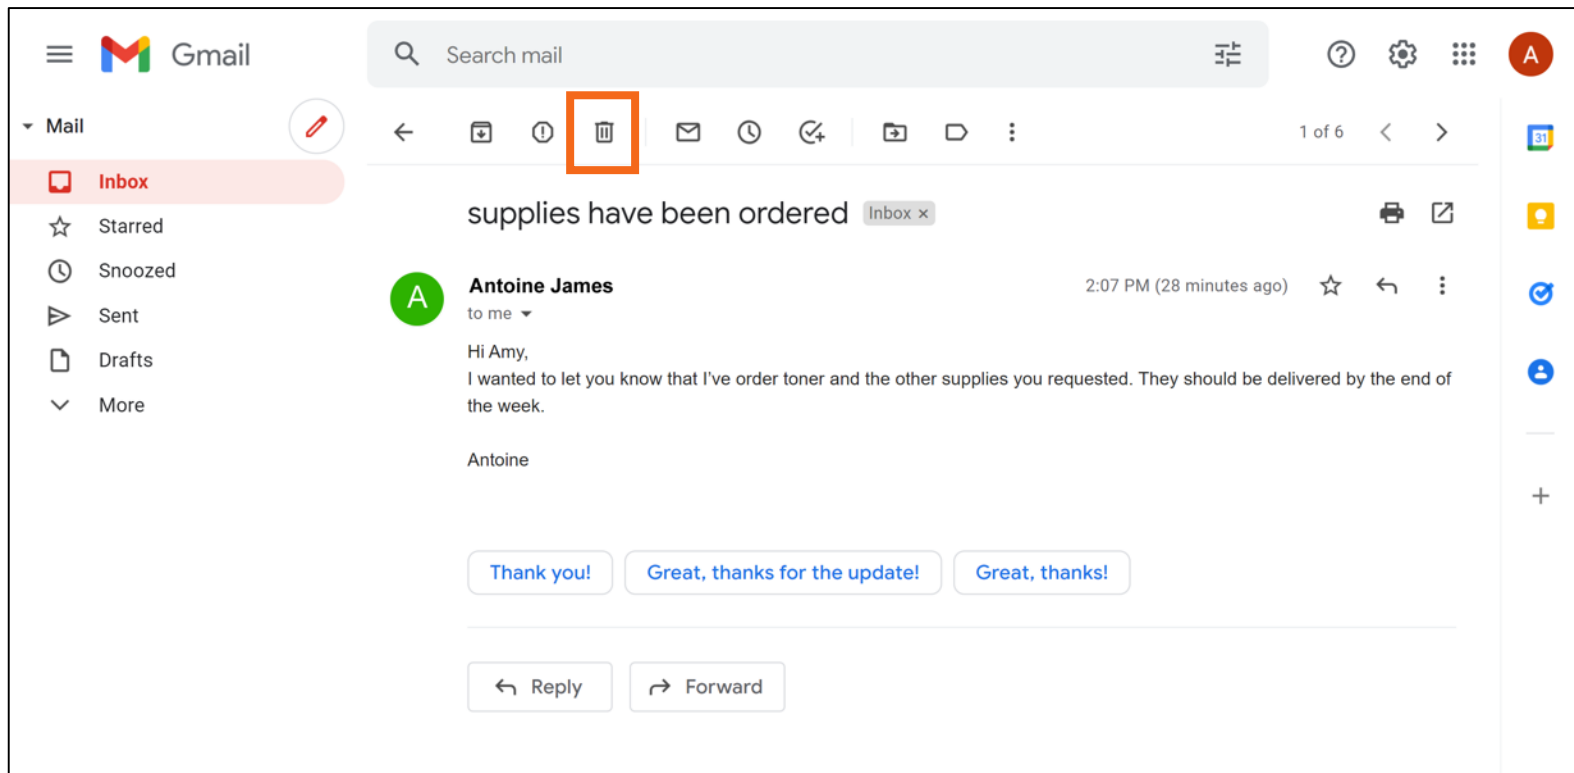 Gmail
Search mail
A
Mail
1 of 6
31
Inbox
Starred
Snoozed
Sent
Drafts
More
supplies have been ordered Inbox ×
A
Antoine James 2:07 PM (28 minutes ago)
to me
Hi Amy,
I wanted to let you know that I've order toner and the other supplies you requested. They should be delivered by the end of
the week.
Antoine
Thank you! Great, thanks for the update! Great, thanks!
Reply Forward